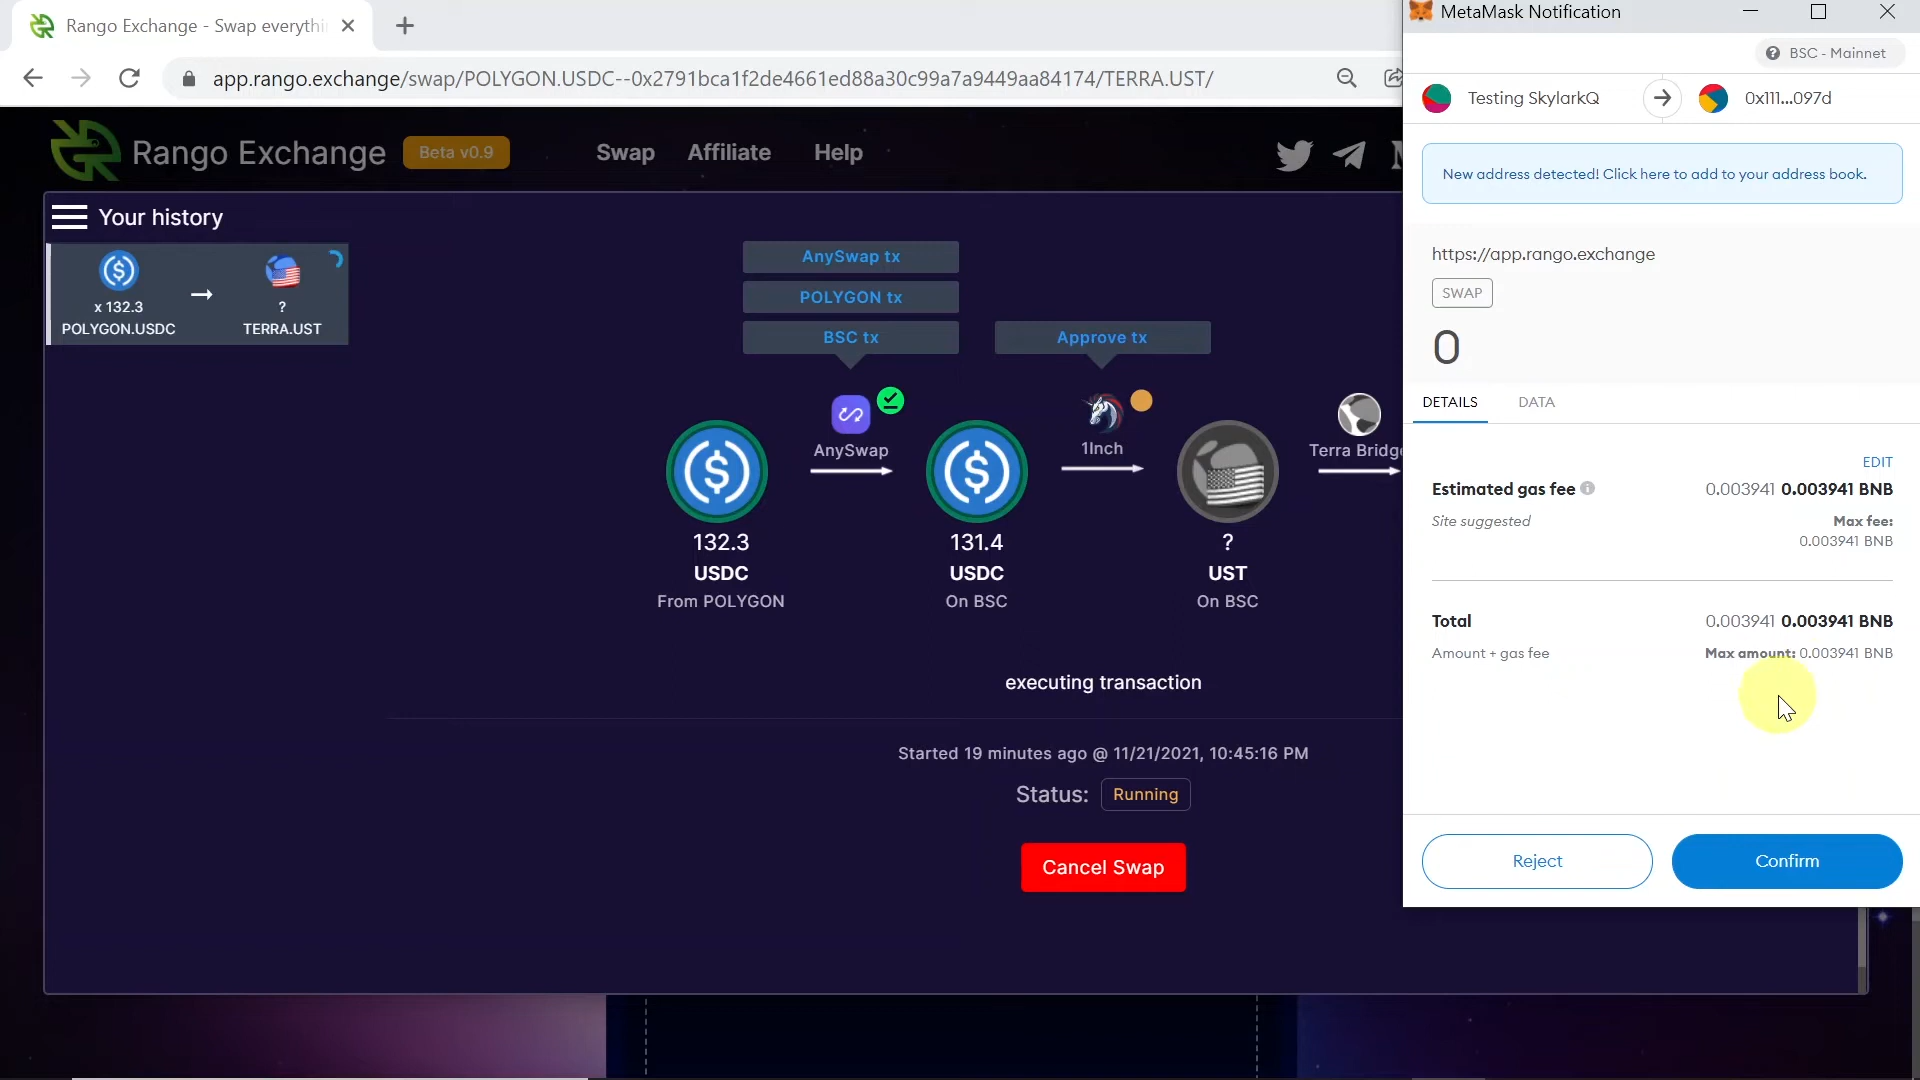 Rango Exchange - Swap everythi
app.rango.exchange/swap/POLYGON.USDC--0x2791bca1f2de4661ed88a30c99a7a9449aa84174/TERRA.UST/
Rango Exchange
Beta v0.9
Swap
Affiliate
Help
Your history
x 132.3
POLYGON.USDC
?
TERRA.UST
AnySwap tx
POLYGON tx
BSC tx
Approve tx
AnySwap
1Inch
Terra Bridge
132.3
USDC
From POLYGON
131.4
USDC
On BSC
?
UST
On BSC
executing transaction
Started 19 minutes ago @ 11/21/2021, 10:45:16 PM
Status:
Running
Cancel Swap
MetaMask Notification
BSC - Mainnet
Testing SkylarkQ
0x111...097d
New address detected! Click here to add to your address book.
https://app.rango.exchange
SWAP
0
DETAILS
DATA
EDIT
Estimated gas fee
0.003941 0.003941 BNB
Site suggested
Max fee:
0.003941 BNB
Total
0.003941 0.003941 BNB
Amount + gas fee
Max amount: 0.003941 BNB
Reject
Confirm